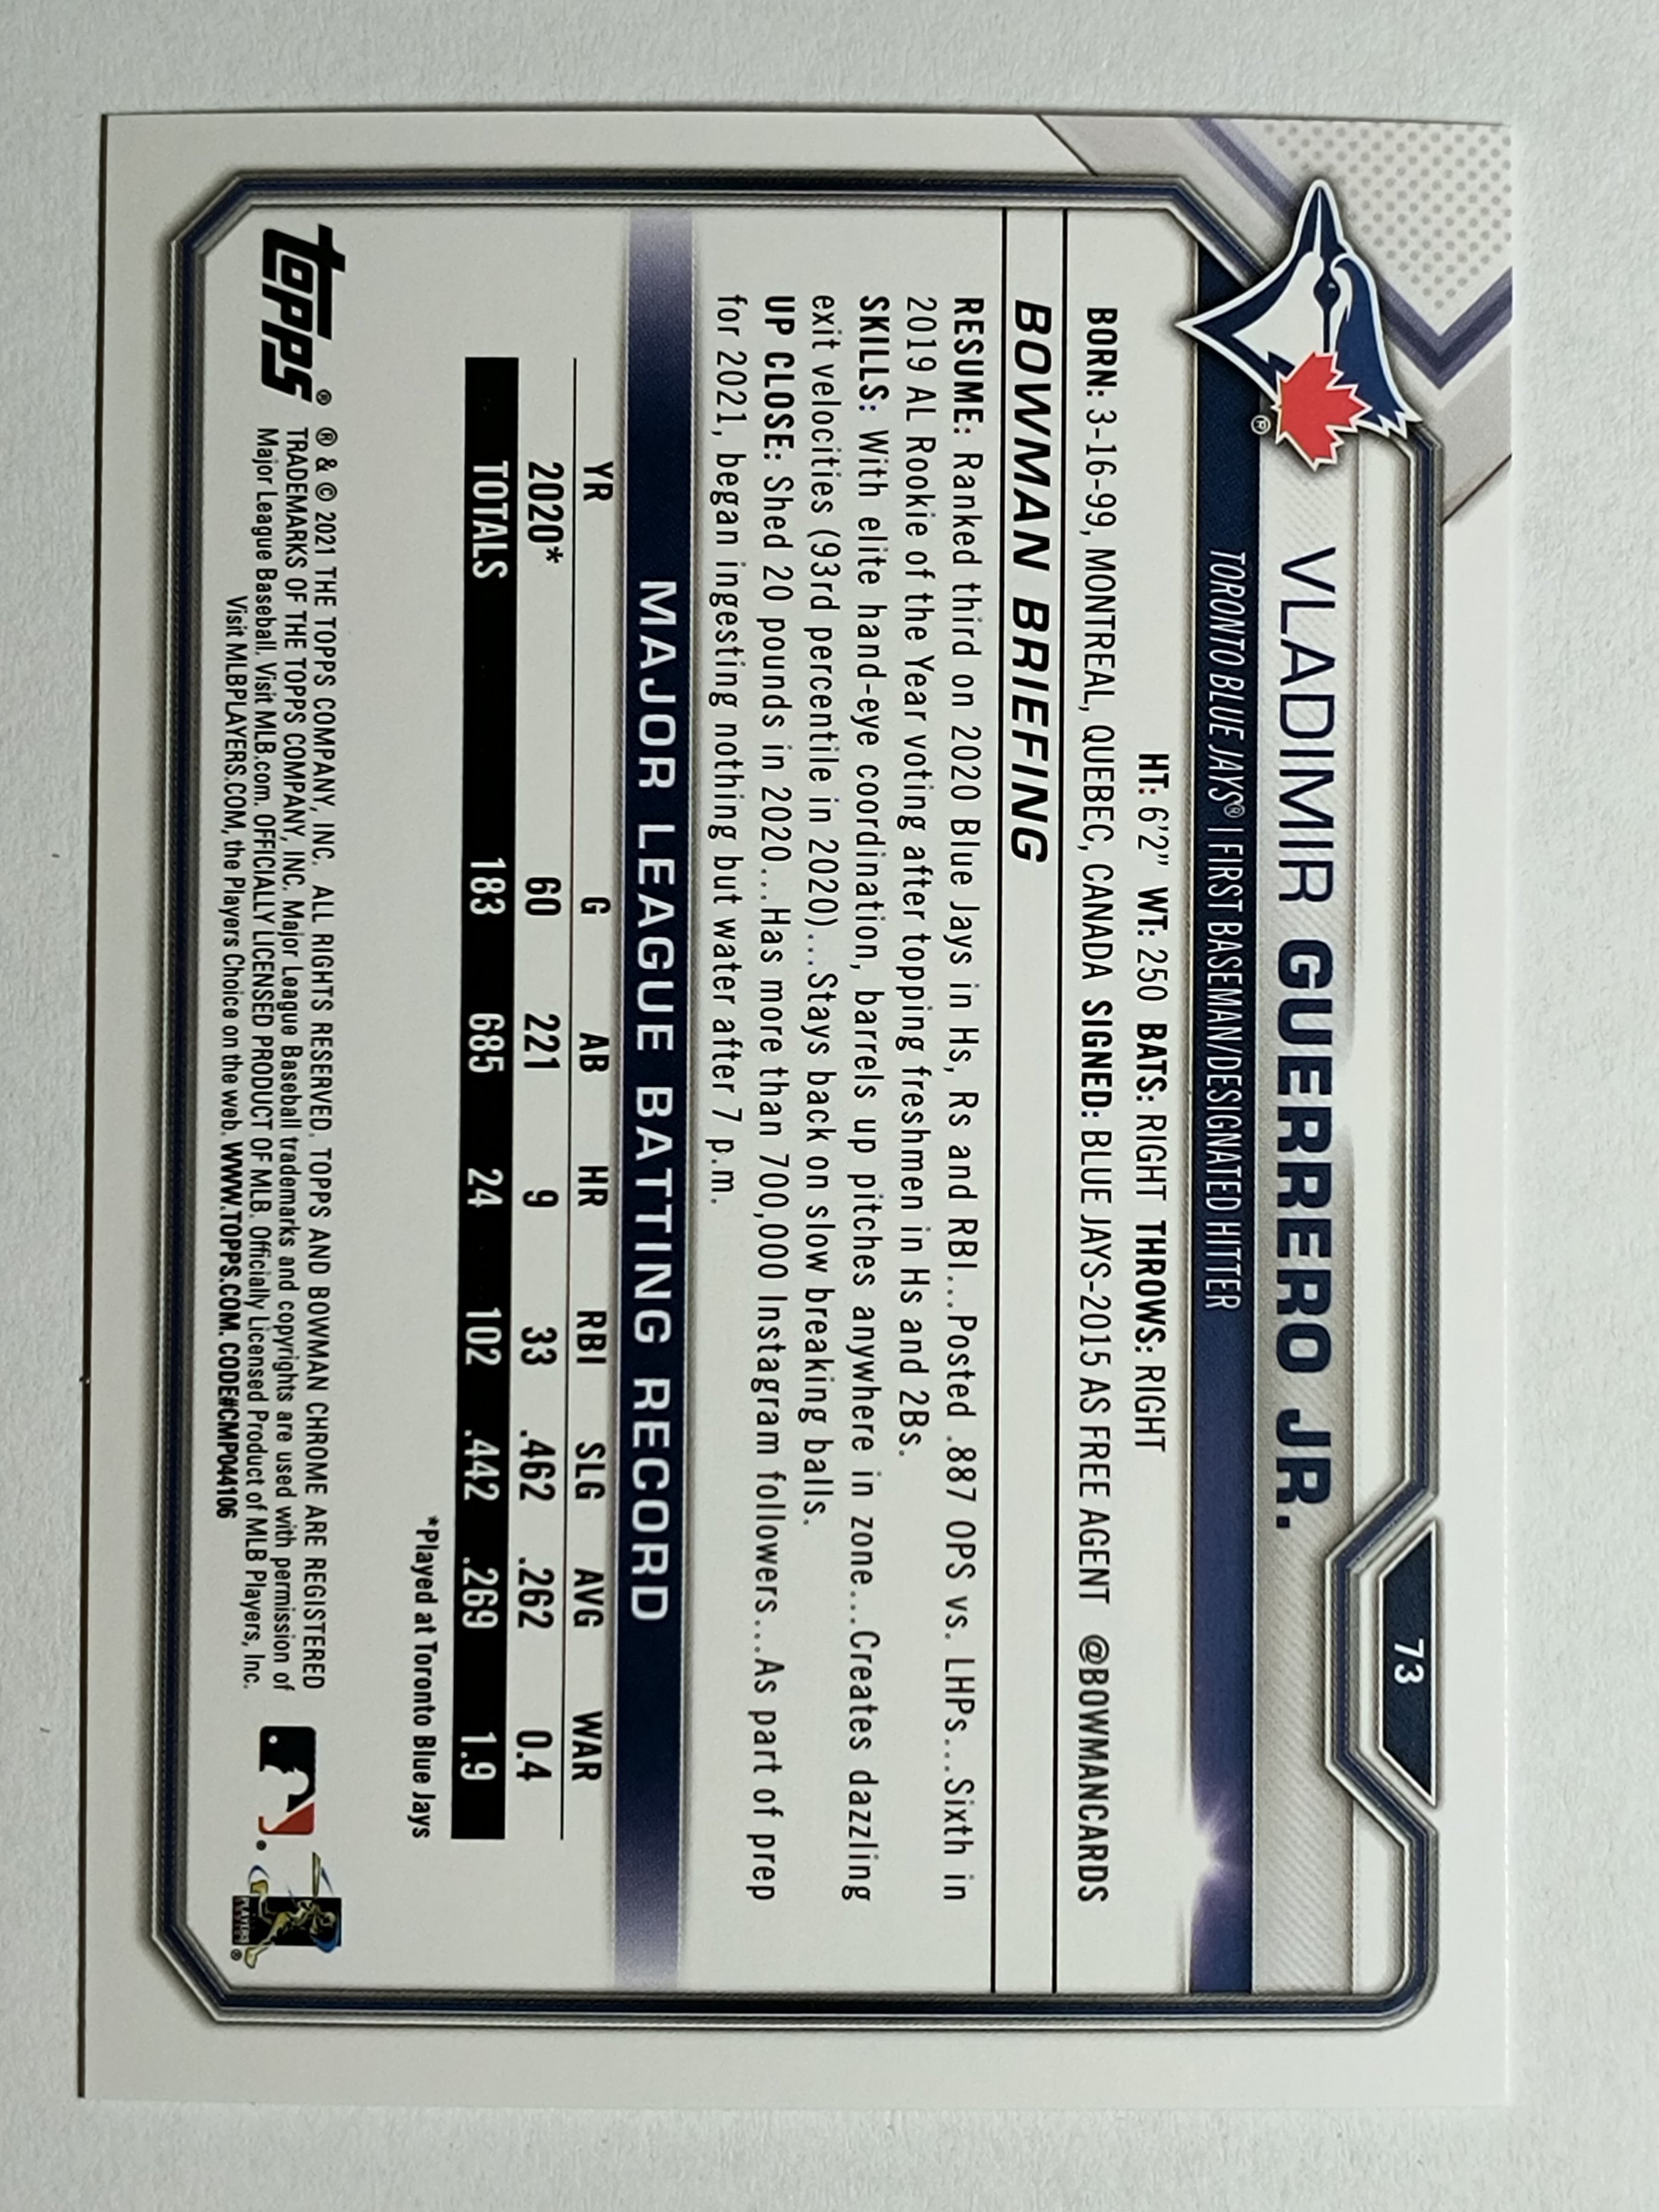 73
VLADIMIR GUERRERO JR.
TORONTO BLUE JAYS® | FIRST BASEMAN/DESIGNATED HITTER
®
HT: 6'2" WT: 250 BATS: RIGHT THROWS: RIGHT
BORN: 3-16-99, MONTREAL, QUEBEC, CANADA SIGNED: BLUE JAYS-2015 AS FREE AGENT @BOWMANCARDS
BOWMAN BRIEFING
RESUME: Ranked third on 2020 Blue Jays in Hs, Rs and RBI...Posted .887 OPS vs. LHPs...Sixth in
2019 AL Rookie of the Year voting after topping freshmen in Hs and 2Bs.
SKILLS: With elite hand-eye coordination, barrels up pitches anywhere in zone...Creates dazzling
exit velocities (93rd percentile in 2020)...Stays back on slow breaking balls.
UP CLOSE: Shed 20 pounds in 2020...Has more than 700,000 Instagram followers...As part of prep
for 2021, began ingesting nothing but water after 7 p.m.
MAJOR LEAGUE BATTING RECORD
YR G AB HR RBI SLG AVG WAR
2020* 60 221 9 33 .462 .262 0.4
TOTALS 183 685 24 102 .442 .269 1.9
*Played at Toronto Blue Jays
topps®
® & © 2021 THE TOPPS COMPANY, INC. ALL RIGHTS RESERVED. TOPPS AND BOWMAN CHROME ARE REGISTERED
TRADEMARKS OF THE TOPPS COMPANY, INC. Major League Baseball trademarks and copyrights are used with permission of
Major League Baseball. Visit MLB.com. OFFICIALLY LICENSED PRODUCT OF MLB. Officially Licensed Product of MLB Players, Inc.
Visit MLBPLAYERS.COM, the Players Choice on the web. WWW.TOPPS.COM. CODE#CMP044106
®
PLAYERS
®